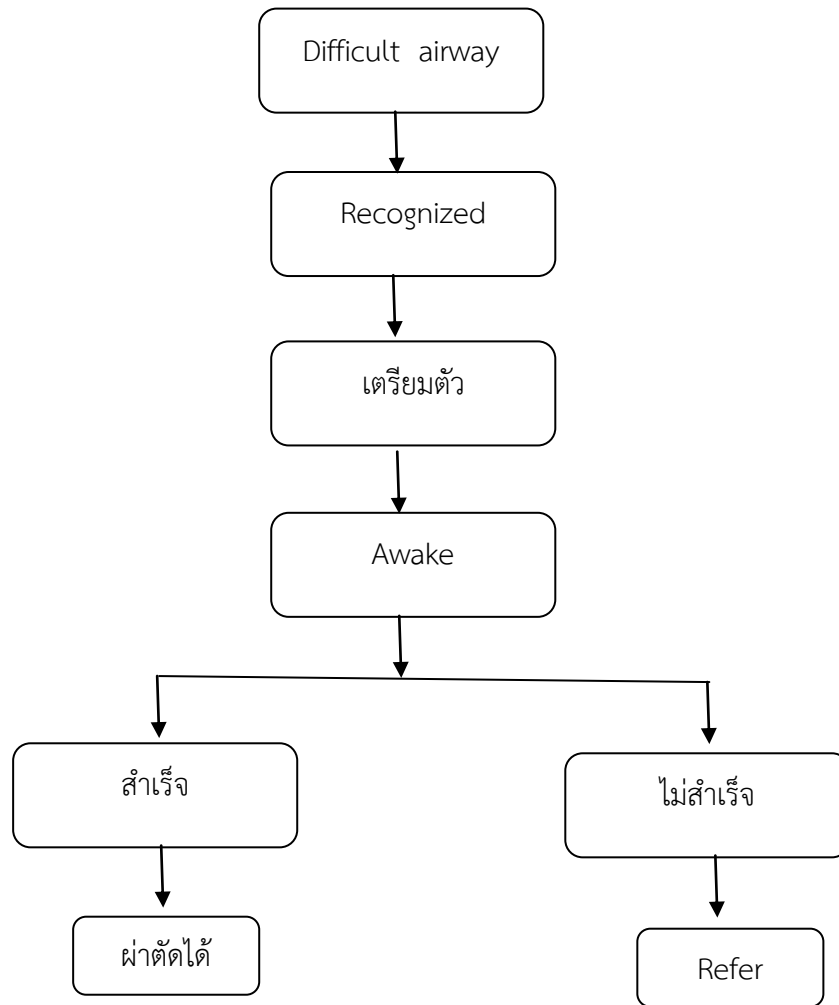 Difficult airway
Recognized
เตรียมตัว
Awake
สำเร็จ
ไม่สำเร็จ
ผ่าตัดได้
Refer